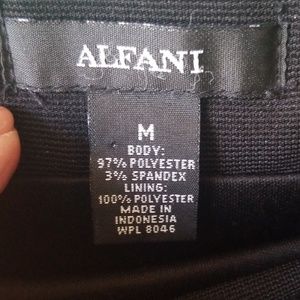 ALFANI
M
BODY:
97% POLYESTER
3% SPANDEX
LINING:
100% POLYESTER
MADE IN
INDONESIA
WPL 8046